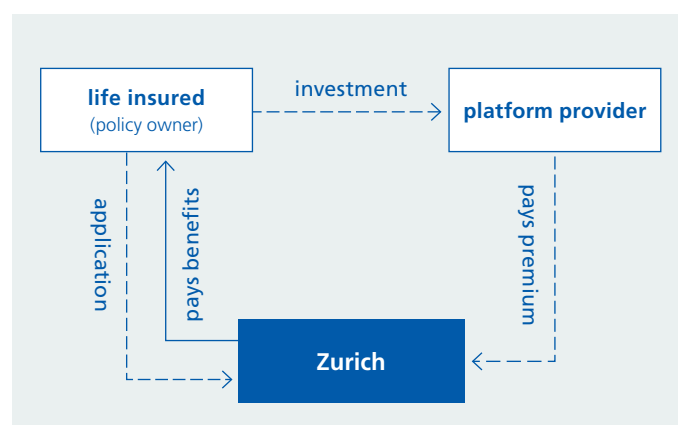 life insured
(policy owner)
investment
platform provider
application
pays benefits
pays premium
Zurich